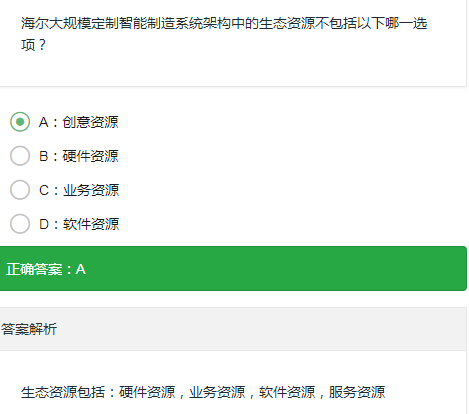 海尔大规模定制智能制造系统架构中的生态资源不包括以下哪一选
项？
A：创意资源
B：硬件资源
C：业务资源
D：软件资源
正确答案：A
答案解析
生态资源包括：硬件资源，业务资源，软件资源，服务资源